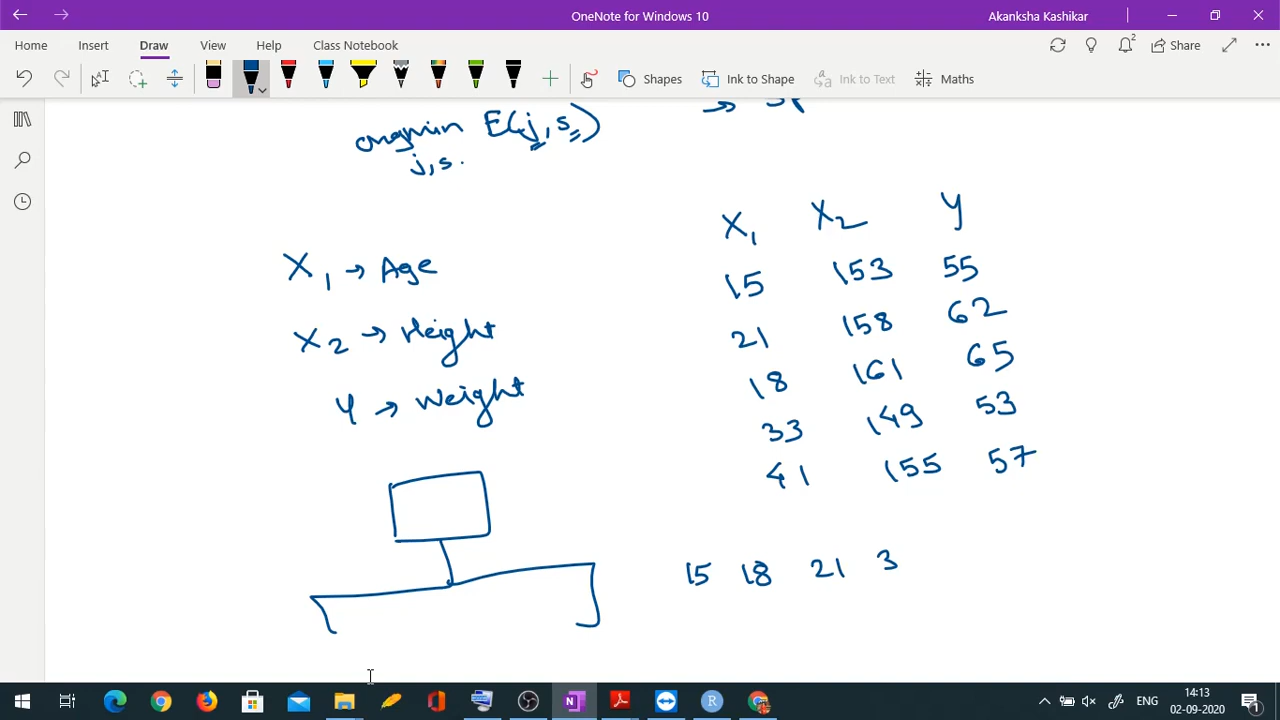 OneNote for Windows 10
Akanksha Kashikar
Home Insert Draw View Help Class Notebook
Share
Shapes
Ink to Shape
Ink to Text
Maths
argmin E(j,s)
j,s.
→
X1 → Age
X2 → Height
Y → Weight
X1 X2 Y
15 153 55
21 158 62
18 161 65
33 149 53
41 155 57
15 18 21 3
ENG
14:13
02-09-2020